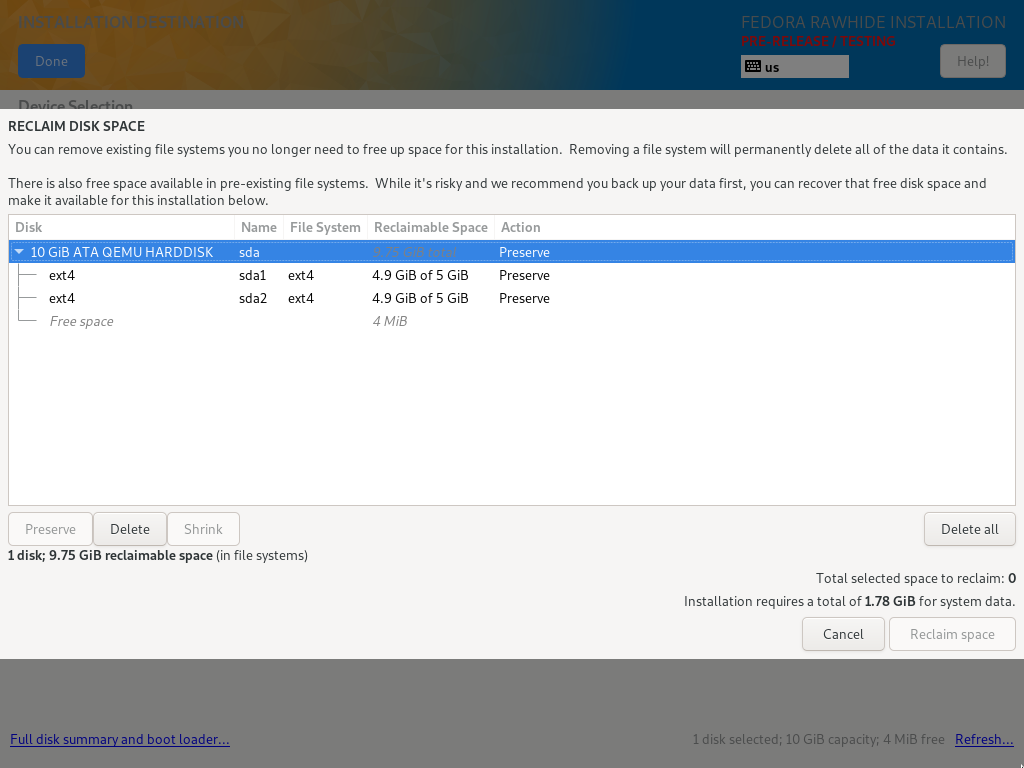 INSTALLATION DESTINATION
FEDORA RAWHIDE INSTALLATION
PRE-RELEASE / TESTING
Done
us
Help!
Device Selection
RECLAIM DISK SPACE
You can remove existing file systems you no longer need to free up space for this installation.  Removing a file system will permanently delete all of the data it contains.
There is also free space available in pre-existing file systems.  While it's risky and we recommend you back up your data first, you can recover that free disk space and
make it available for this installation below.
Disk Name File System Reclaimable Space Action
10 GiB ATA QEMU HARDDISK sda 9.75 GiB total Preserve
ext4 sda1 ext4 4.9 GiB of 5 GiB Preserve
ext4 sda2 ext4 4.9 GiB of 5 GiB Preserve
Free space 4 MiB
Preserve Delete Shrink Delete all
1 disk; 9.75 GiB reclaimable space (in file systems)
Total selected space to reclaim: 0
Installation requires a total of 1.78 GiB for system data.
Cancel Reclaim space
Full disk summary and boot loader... 1 disk selected; 10 GiB capacity; 4 MiB free Refresh...